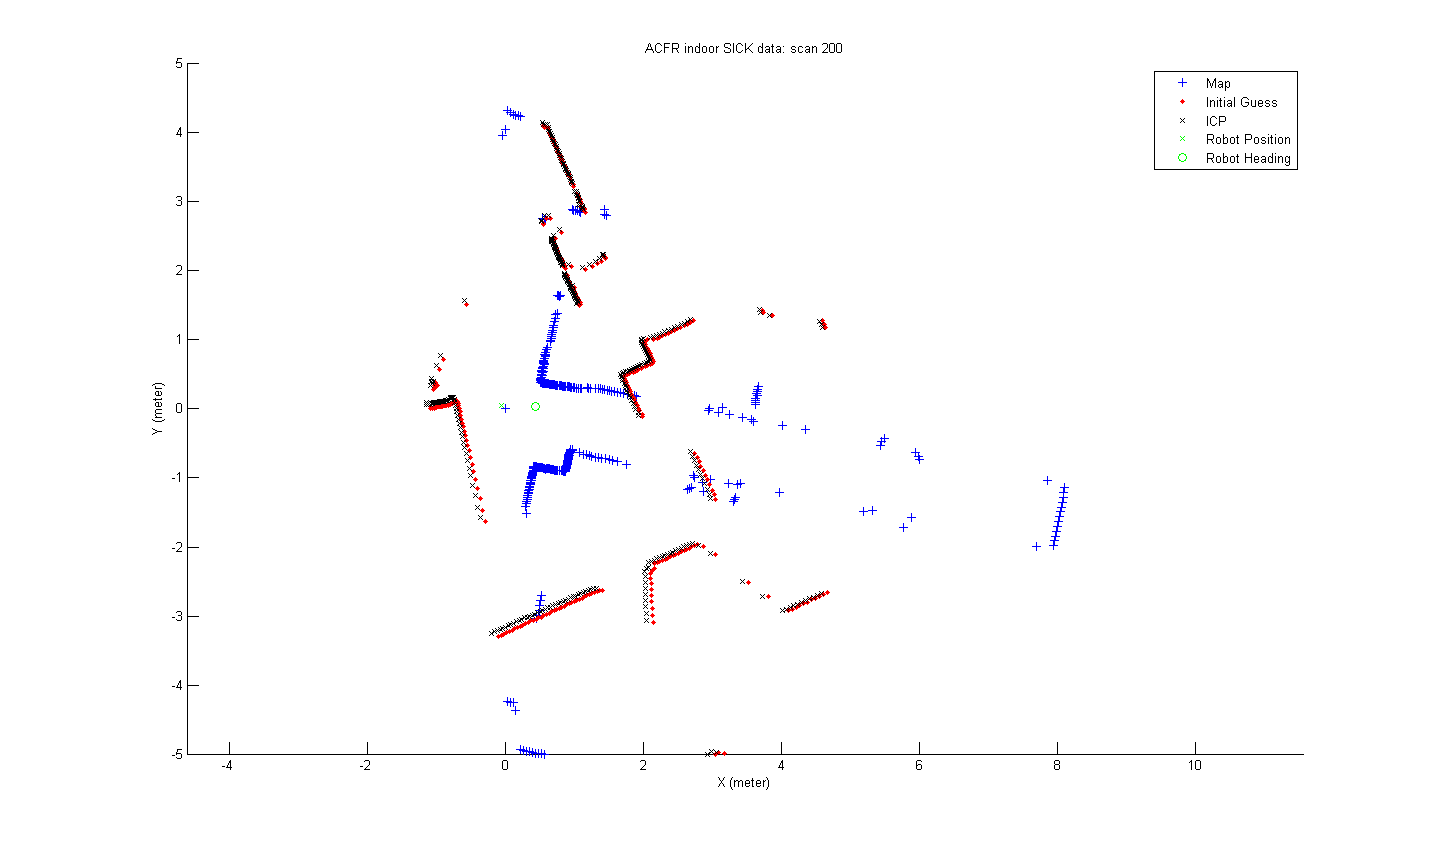 ACFR indoor SICK data: scan 200
Map
Initial Guess
ICP
Robot Position
Robot Heading
5
4
3
2
1
0
-1
-2
-3
-4
-5
Y (meter)
-4
-2
0
2
4
6
8
10
X (meter)